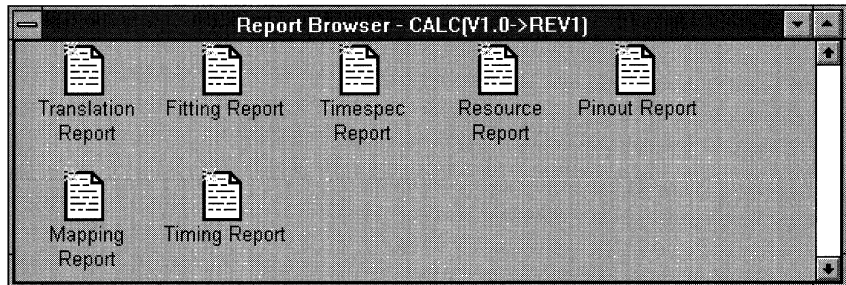 Report Browser - CALC(V1.0->REV1)
Translation Report
Fitting Report
Timespec Report
Resource Report
Pinout Report
Mapping Report
Timing Report